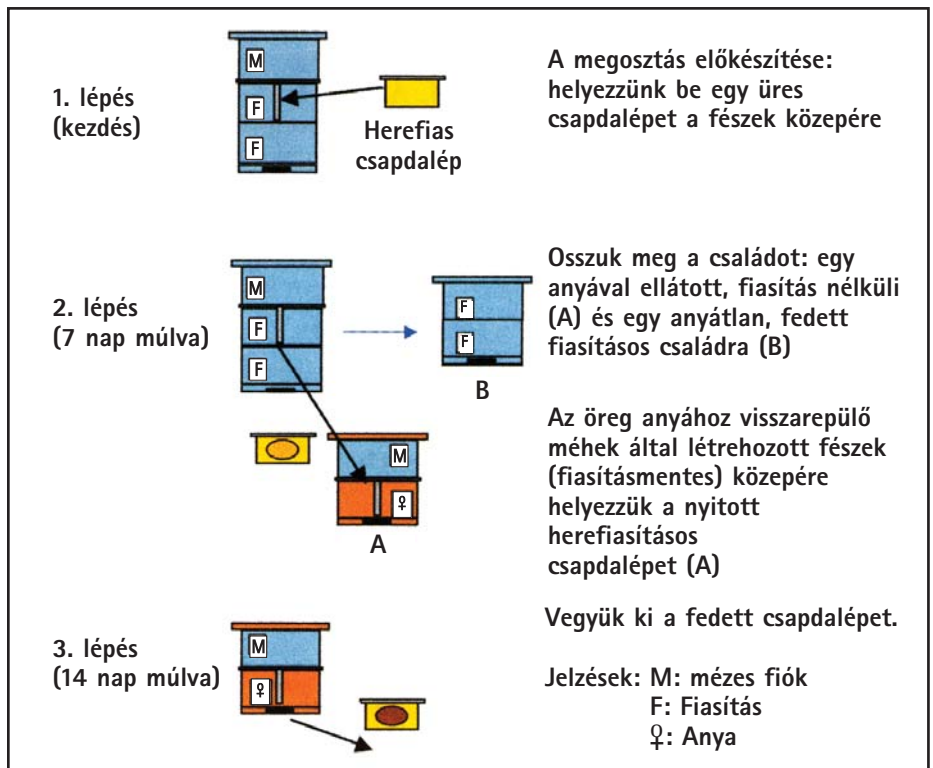 1. lépés
(kezdés)
M
F
F
Herefias
csapdalép
A megosztás előkészítése:
helyezzünk be egy üres
csapdalépet a fészek közepére
2. lépés
(7 nap múlva)
M
F
F
F
F
B
Osszuk meg a családot: egy
anyával ellátott, fiasítás nélküli
(A) és egy anyátlan, fedett
fiasításos családra (B)
M
♀
A
Az öreg anyához visszarepülő
méhek által létrehozott fészek
(fiasításmentes) közepére
helyezzük a nyitott
herefiasításos
csapdalépet (A)
3. lépés
(14 nap múlva)
M
♀
Vegyük ki a fedett csapdalépet.
Jelzések: M: mézes fiók
F: Fiasítás
♀: Anya